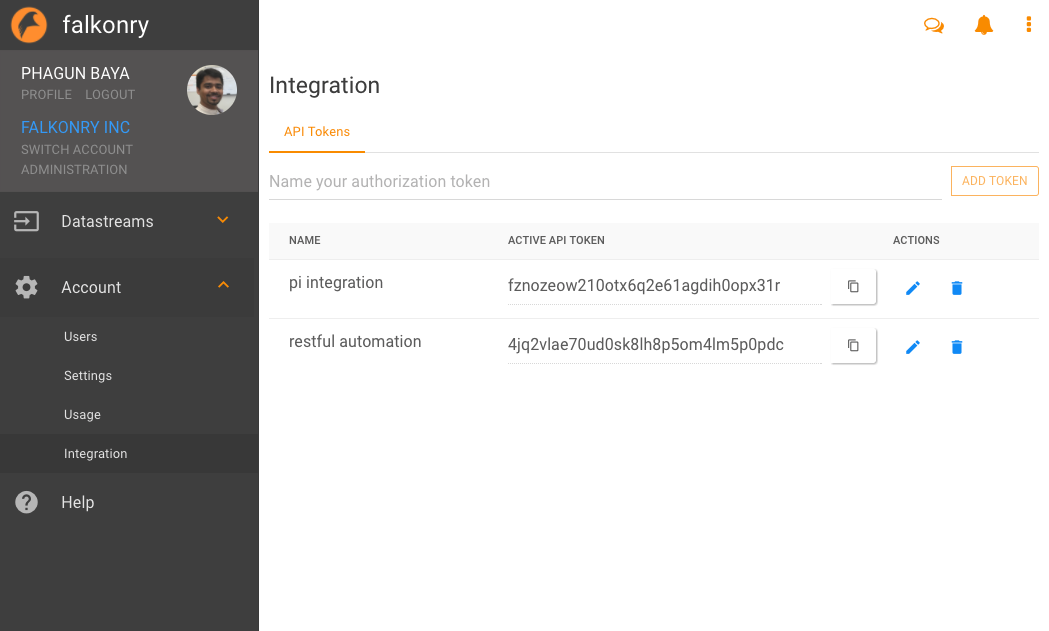 falkonry
PHAGUN BAYA
PROFILE LOGOUT
FALKONRY INC
SWITCH ACCOUNT
ADMINISTRATION
Datastreams
Account
Users
Settings
Usage
Integration
Help
Integration
API Tokens
Name your authorization token
ADD TOKEN
NAME ACTIVE API TOKEN ACTIONS
pi integration fznozeow210otx6q2e61agdih0opx31r
restful automation 4jq2vlae70ud0sk8lh8p5om4lm5p0pdc